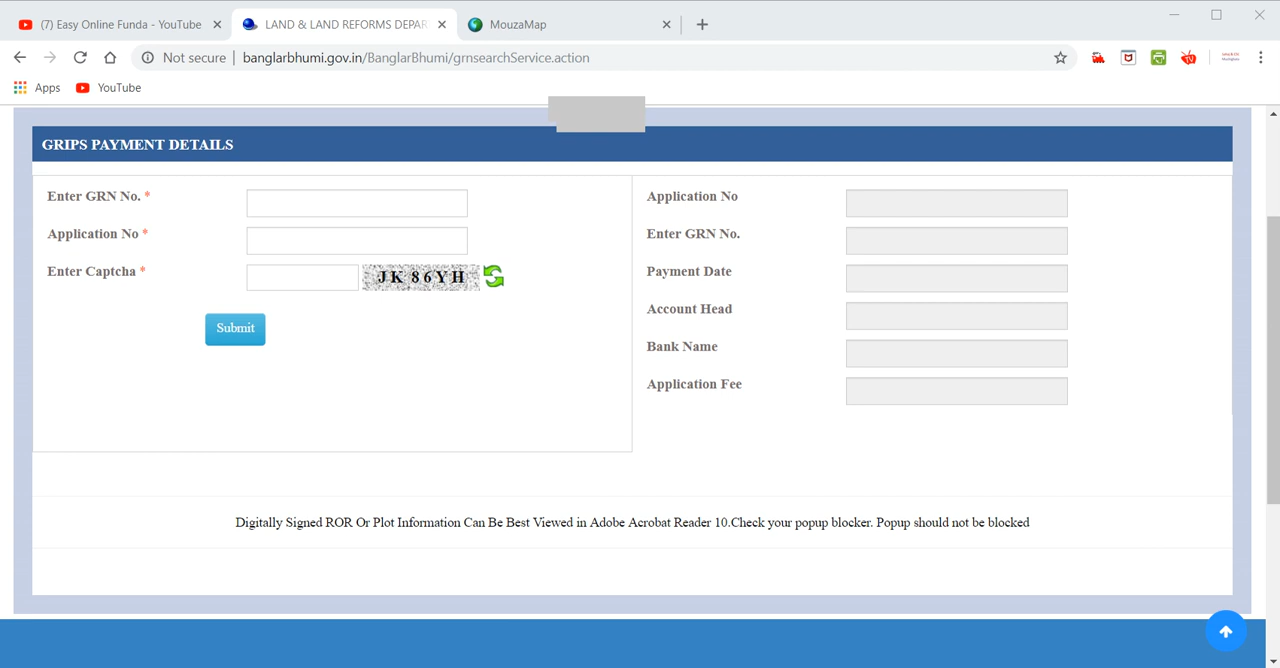 (7) Easy Online Funda - YouTube
LAND & LAND REFORMS DEPAR
MouzaMap
Not secure
banglarbhumi.gov.in/BanglarBhumi/grnsearchService.action
Apps
YouTube
GRIPS PAYMENT DETAILS
Enter GRN No. *
Application No *
Enter Captcha *
JK 86YH
Submit
Application No
Enter GRN No.
Payment Date
Account Head
Bank Name
Application Fee
Digitally Signed ROR Or Plot Information Can Be Best Viewed in Adobe Acrobat Reader 10.Check your popup blocker. Popup should not be blocked